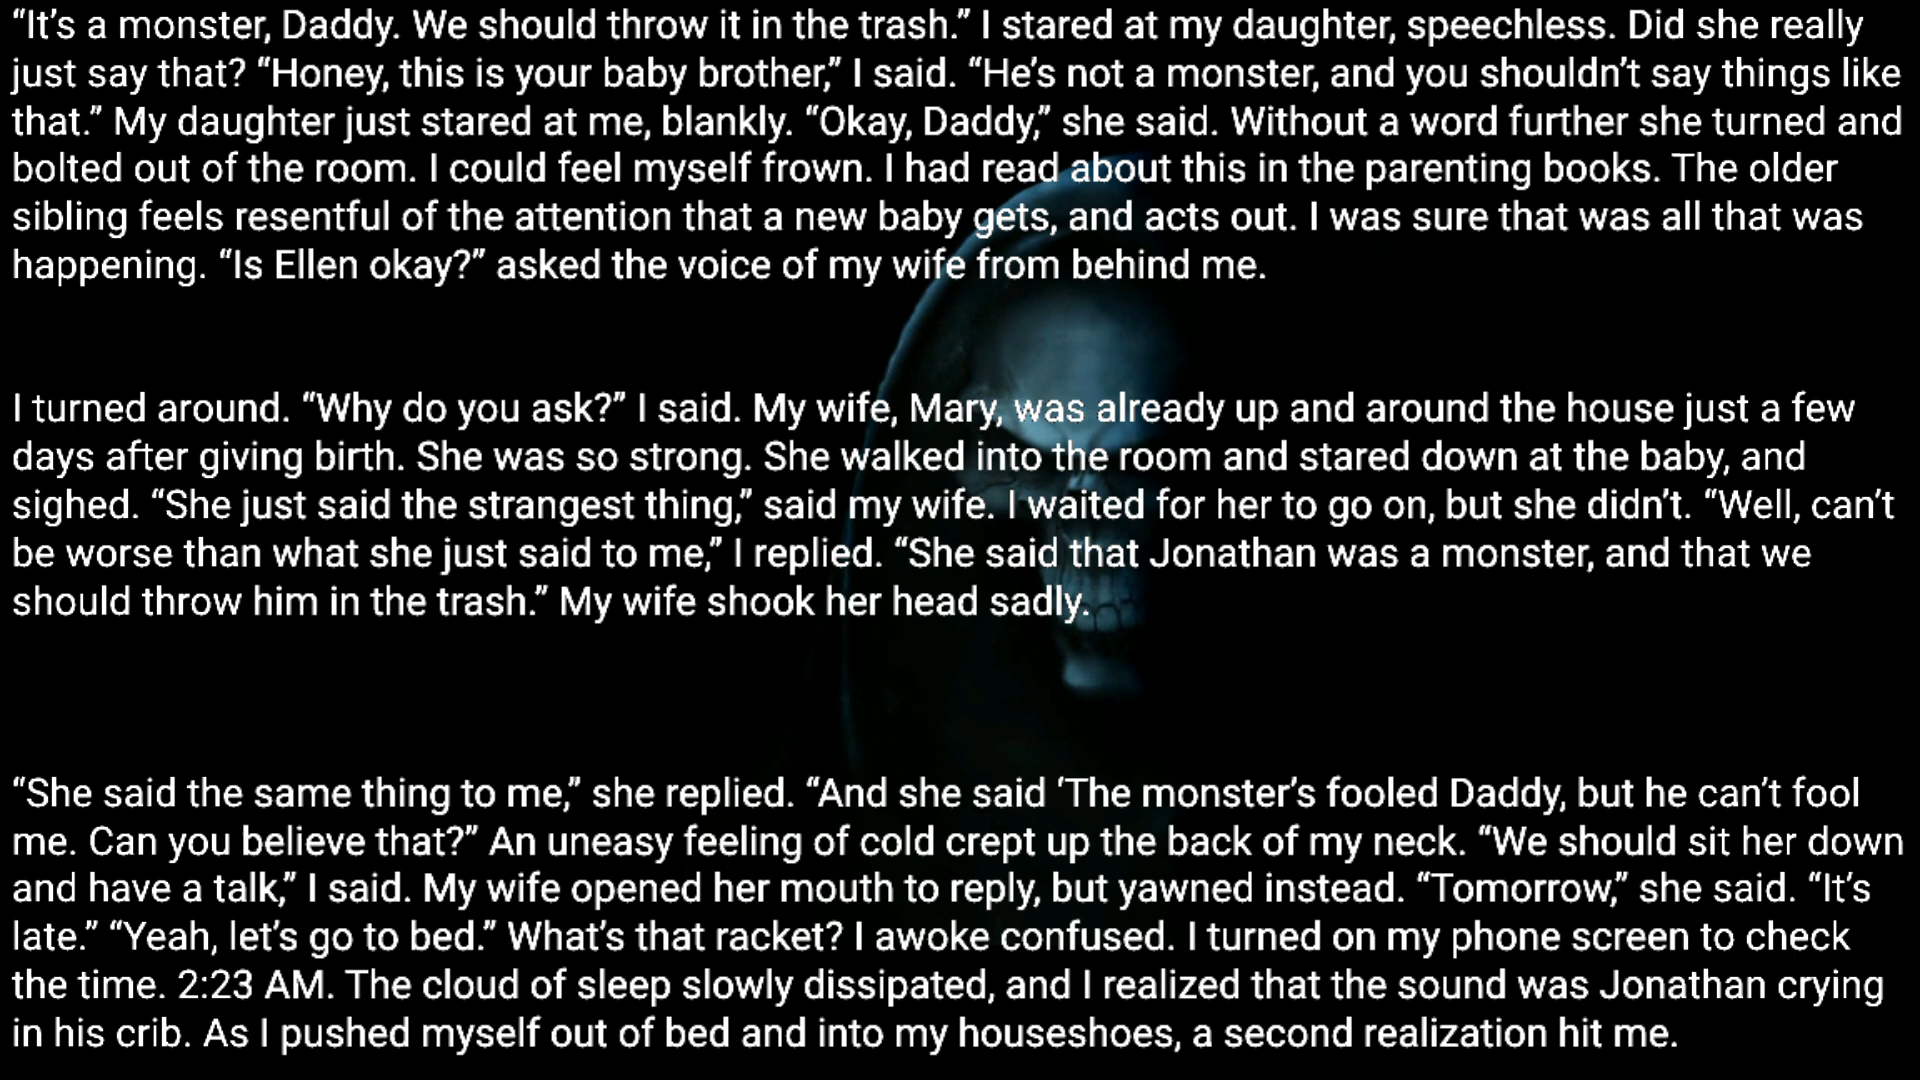 “It’s a monster, Daddy. We should throw it in the trash.” I stared at my daughter, speechless. Did she really
just say that? “Honey, this is your baby brother,” I said. “He’s not a monster, and you shouldn’t say things like
that.” My daughter just stared at me, blankly. “Okay, Daddy,” she said. Without a word further she turned and
bolted out of the room. I could feel myself frown. I had read about this in the parenting books. The older
sibling feels resentful of the attention that a new baby gets, and acts out. I was sure that was all that was
happening. “Is Ellen okay?” asked the voice of my wife from behind me.
I turned around. “Why do you ask?” I said. My wife, Mary, was already up and around the house just a few
days after giving birth. She was so strong. She walked into the room and stared down at the baby, and
sighed. “She just said the strangest thing,” said my wife. I waited for her to go on, but she didn’t. “Well, can’t
be worse than what she just said to me,” I replied. “She said that Jonathan was a monster, and that we
should throw him in the trash.” My wife shook her head sadly.
“She said the same thing to me,” she replied. “And she said ‘The monster’s fooled Daddy, but he can’t fool
me. Can you believe that?” An uneasy feeling of cold crept up the back of my neck. “We should sit her down
and have a talk,” I said. My wife opened her mouth to reply, but yawned instead. “Tomorrow,” she said. “It’s
late.” “Yeah, let’s go to bed.” What’s that racket? I awoke confused. I turned on my phone screen to check
the time. 2:23 AM. The cloud of sleep slowly dissipated, and I realized that the sound was Jonathan crying
in his crib. As I pushed myself out of bed and into my houseshoes, a second realization hit me.